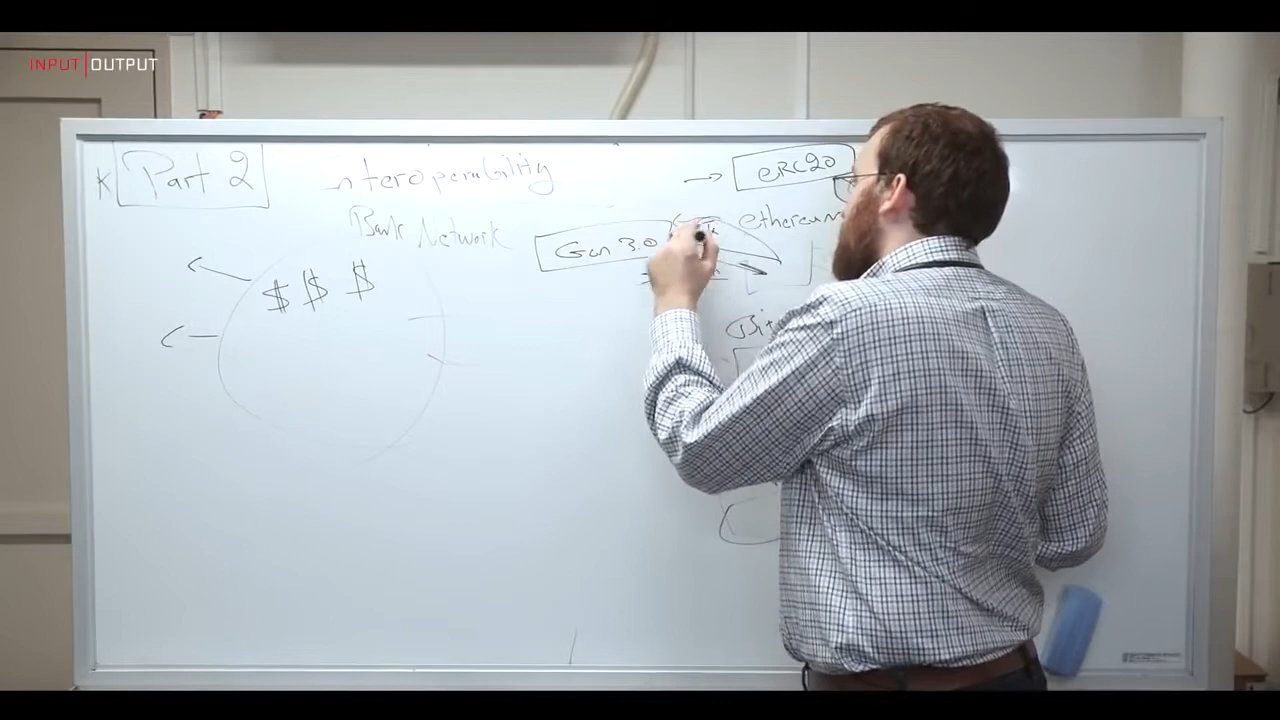 INPUT|OUTPUT
K Part 2
interoperability
Bank Network
$ $ $
Gen 3.0
ERC20
ethereum
Bit